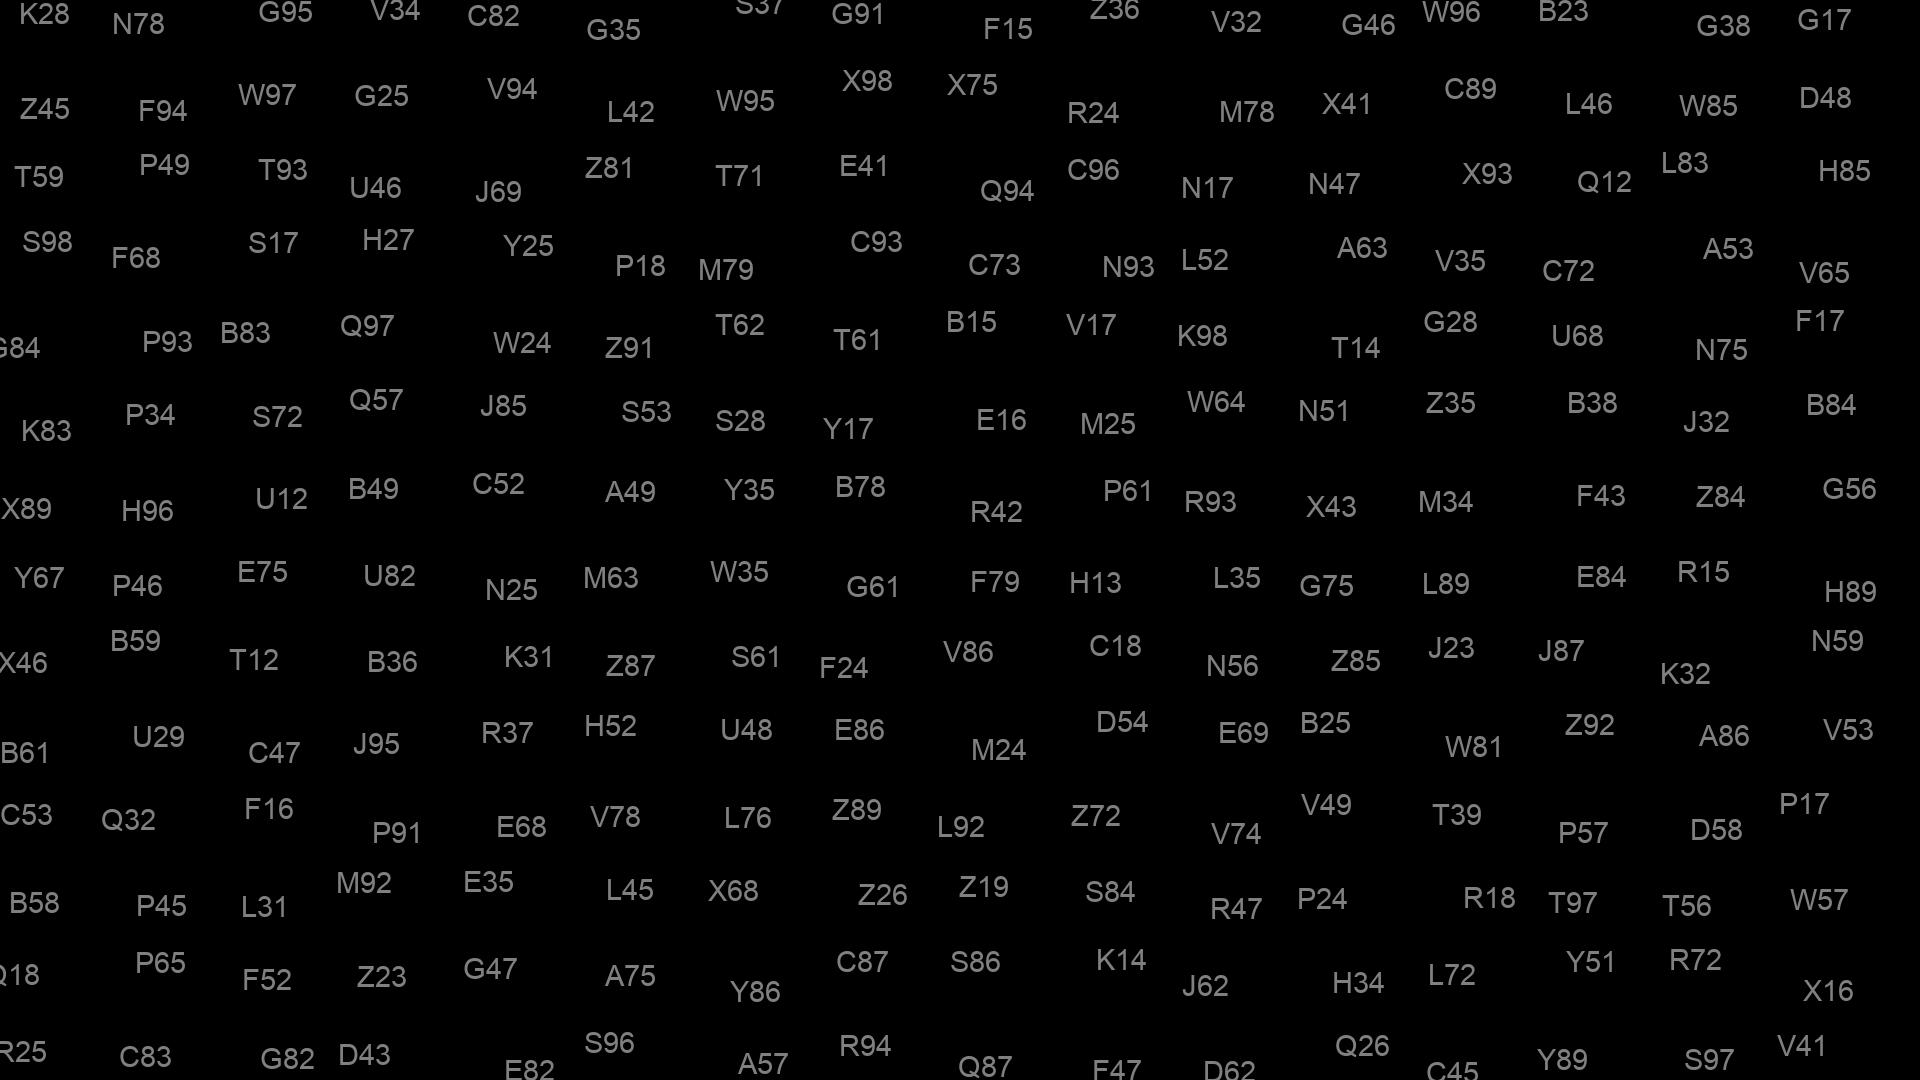 K28 N78 G95 V34 C82 G35 S37 G91 F15 Z36 V32 G46 W96 B23 G38 G17
Z45 F94 W97 G25 V94 L42 W95 X98 X75 R24 M78 X41 C89 L46 W85 D48
T59 P49 T93 U46 J69 Z81 T71 E41 Q94 C96 N17 N47 X93 Q12 L83 H85
S98 F68 S17 H27 Y25 P18 M79 C93 C73 N93 L52 A63 V35 C72 A53 V65
G84 P93 B83 Q97 W24 Z91 T62 T61 B15 V17 K98 T14 G28 U68 N75 F17
K83 P34 S72 Q57 J85 S53 S28 Y17 E16 M25 W64 N51 Z35 B38 J32 B84
X89 H96 U12 B49 C52 A49 Y35 B78 R42 P61 R93 X43 M34 F43 Z84 G56
Y67 P46 E75 U82 N25 M63 W35 G61 F79 H13 L35 G75 L89 E84 R15 H89
X46 B59 T12 B36 K31 Z87 S61 F24 V86 C18 N56 Z85 J23 J87 K32 N59
B61 U29 C47 J95 R37 H52 U48 E86 M24 D54 E69 B25 W81 Z92 A86 V53
C53 Q32 F16 P91 E68 V78 L76 Z89 L92 Z72 V74 V49 T39 P57 D58 P17
B58 P45 L31 M92 E35 L45 X68 Z26 Z19 S84 R47 P24 R18 T97 T56 W57
Q18 P65 F52 Z23 G47 A75 Y86 C87 S86 K14 J62 H34 L72 Y51 R72 X16
R25 C83 G82 D43 E82 S96 A57 R94 Q87 F47 D62 Q26 C45 Y89 S97 V41